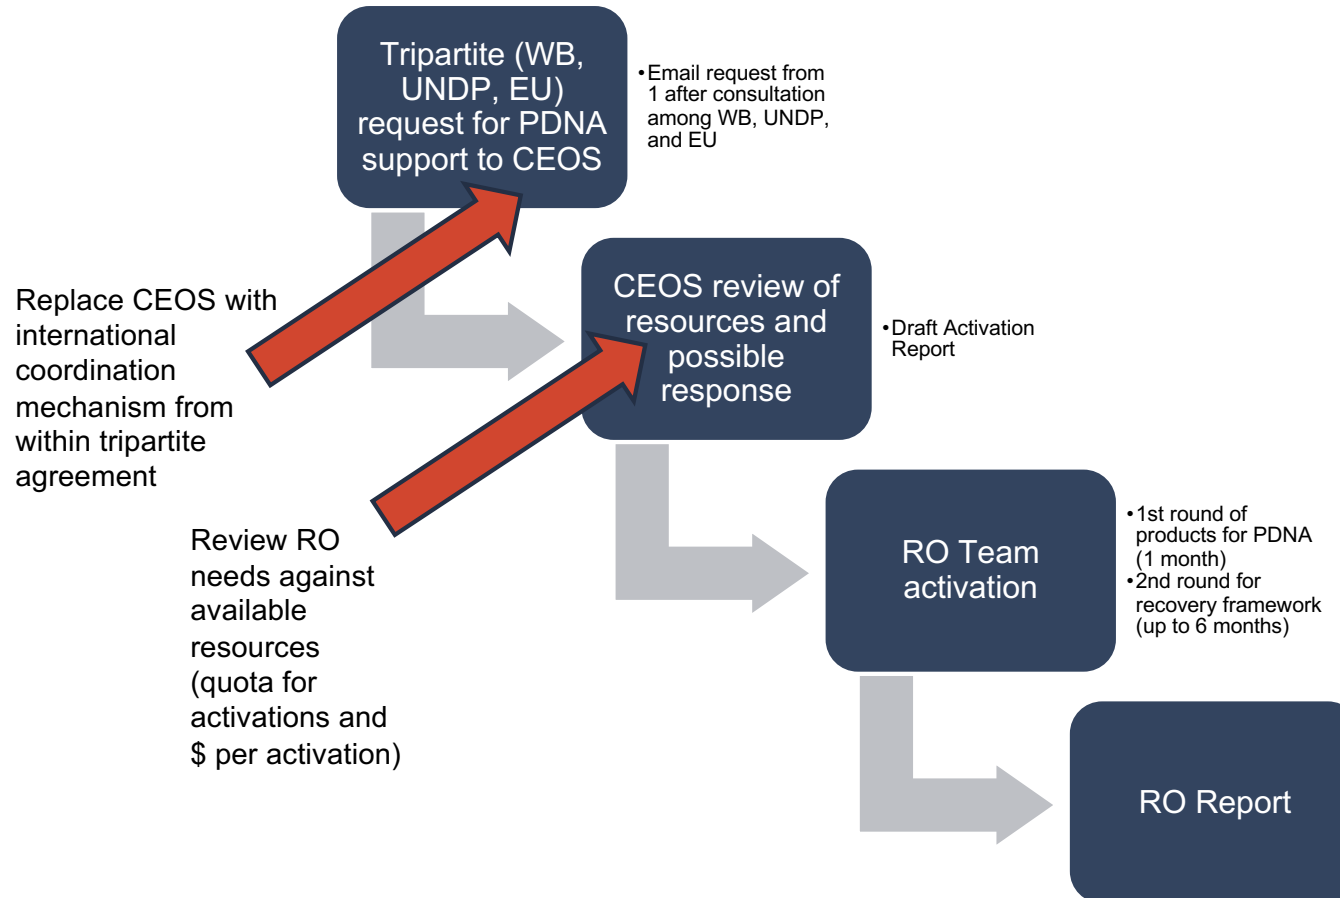 Tripartite (WB,
UNDP, EU)
request for PDNA
support to CEOS
•Email request from
1 after consultation
among WB, UNDP,
and EU
Replace CEOS with
international
coordination
mechanism from
within tripartite
agreement
CEOS review of
resources and
possible
response
•Draft Activation
Report
Review RO
needs against
available
resources
(quota for
activations and
$ per activation)
RO Team
activation
•1st round of
products for PDNA
(1 month)
•2nd round for
recovery framework
(up to 6 months)
RO Report